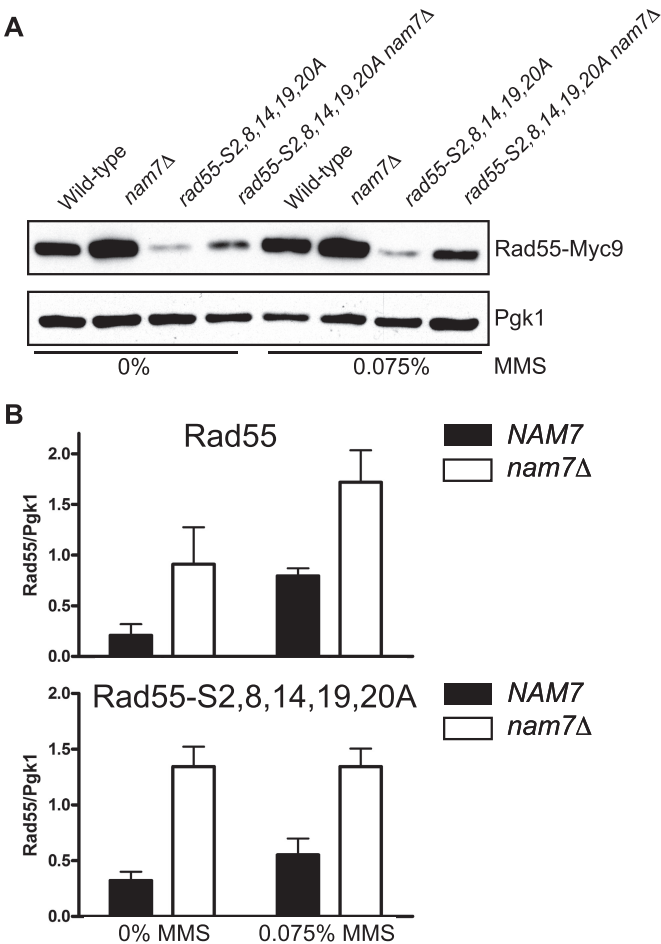 A
Wild-type
nam7Δ
rad55-S2,8,14,19,20A
rad55-S2,8,14,19,20A nam7Δ
Wild-type
nam7Δ
rad55-S2,8,14,19,20A
rad55-S2,8,14,19,20A nam7Δ
Rad55-Myc9
Pgk1
0% 0.075% MMS
B
Rad55
NAM7
nam7Δ
Rad55/Pgk1
2.0
1.5
1.0
0.5
0.0
Rad55-S2,8,14,19,20A
NAM7
nam7Δ
Rad55/Pgk1
2.0
1.5
1.0
0.5
0.0
0% MMS 0.075% MMS